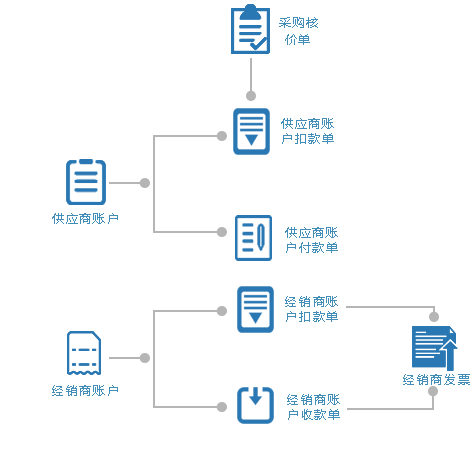 采购核
价单
供应商账
户扣款单
供应商账户
供应商账
户付款单
经销商账
户扣款单
经销商账户
经销商发票
经销商账
户收款单